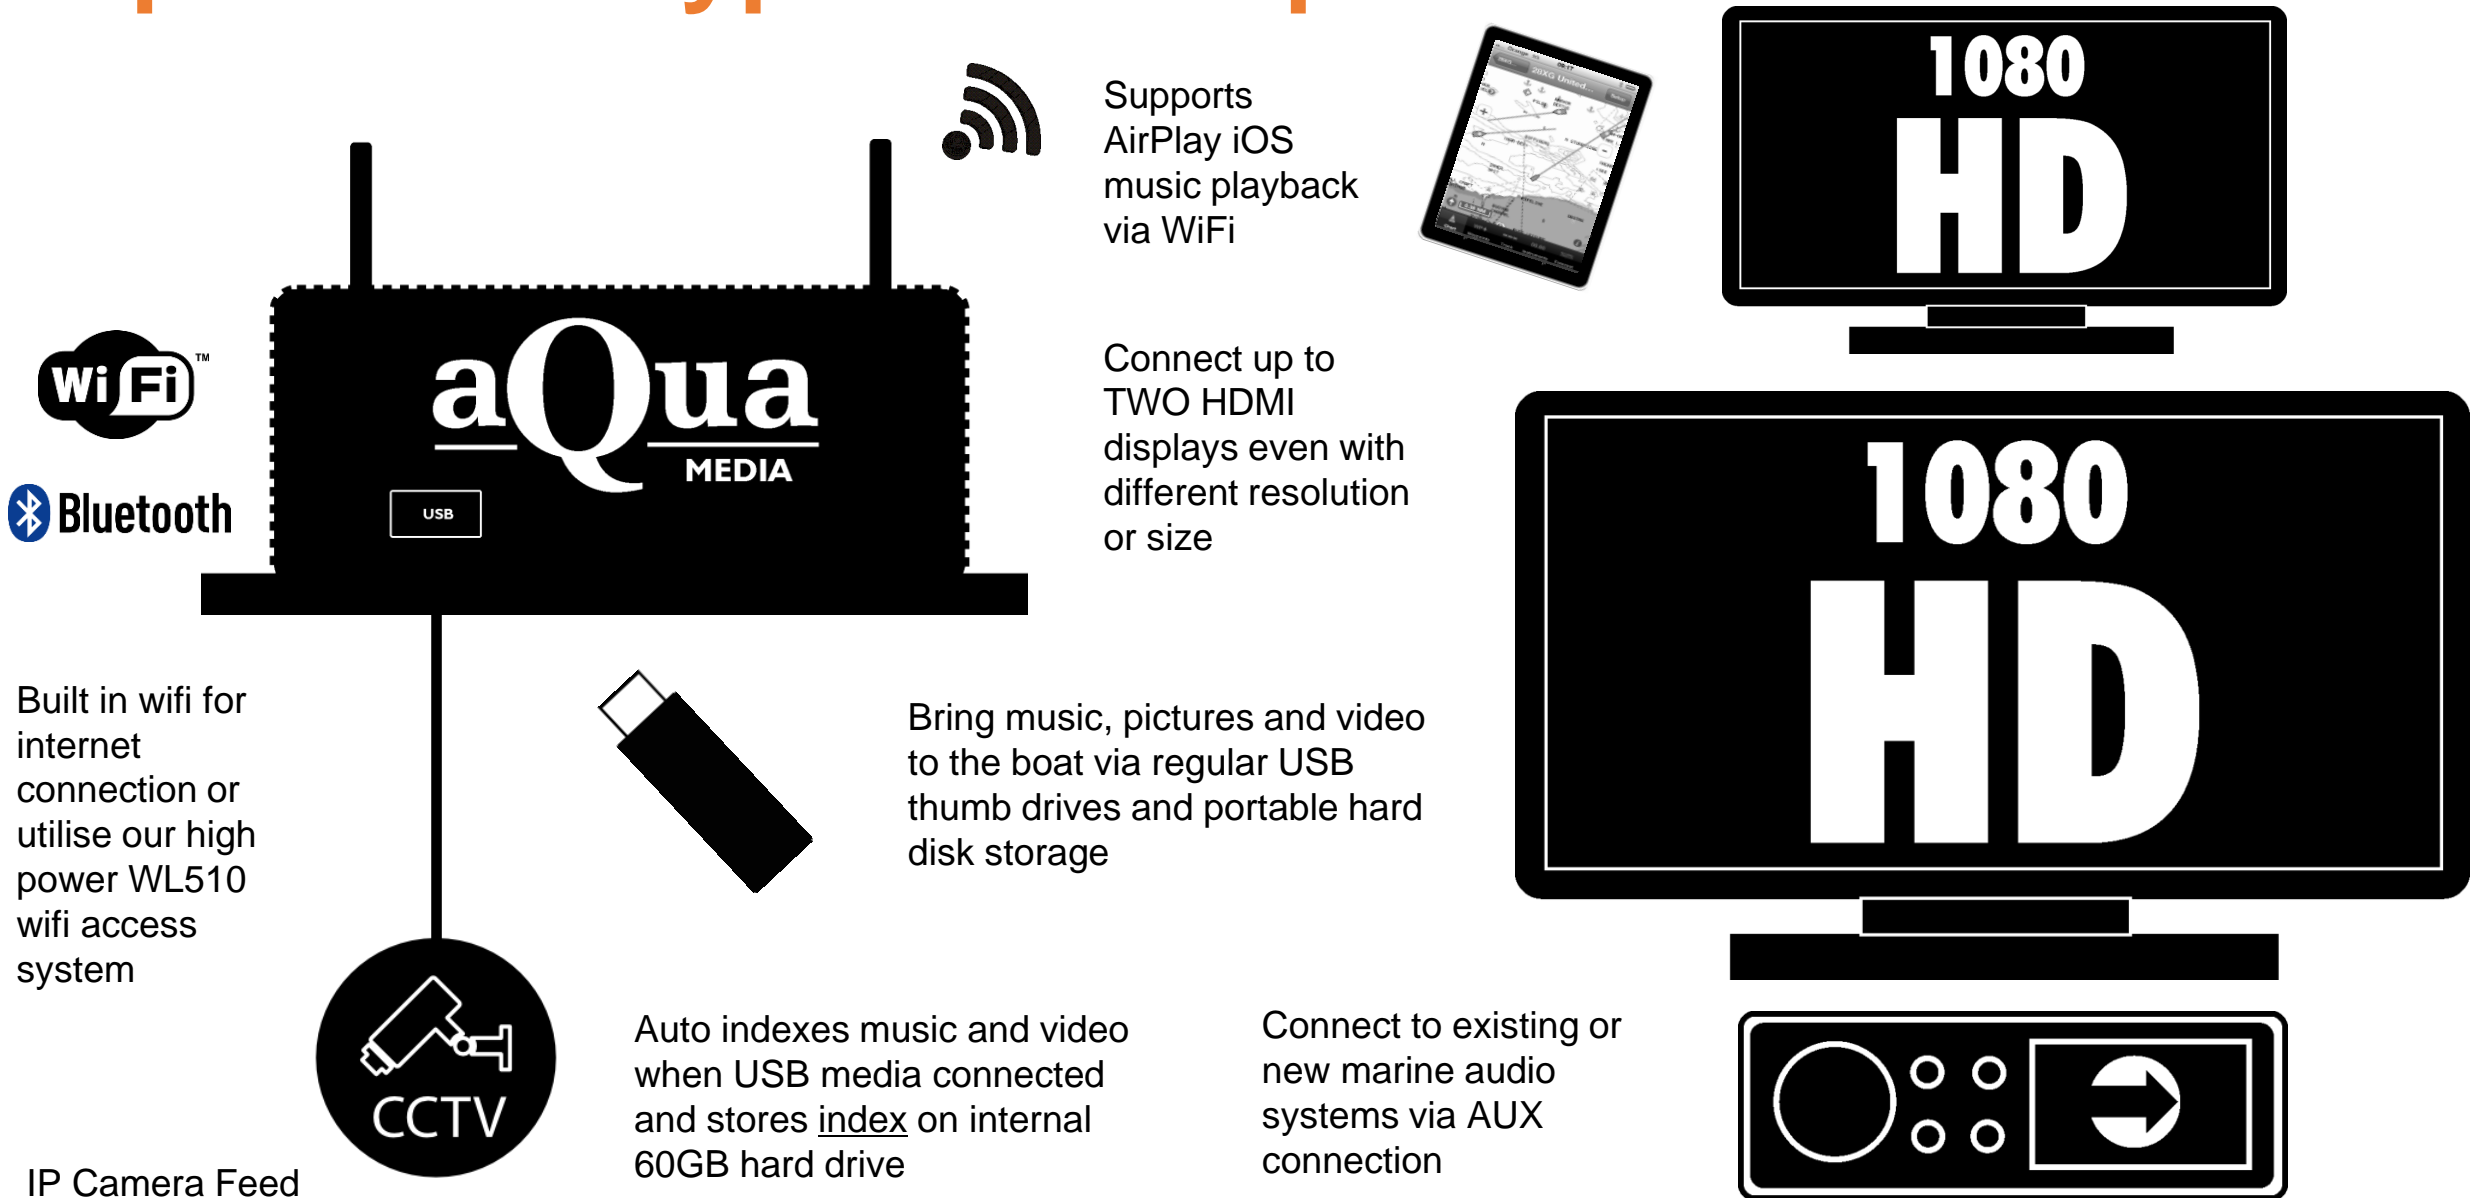 Supports
AirPlay iOS
music playback
via WiFi
1080
HD
WiFi™
aQua
MEDIA
USB
Bluetooth
Connect up to
TWO HDMI
displays even with
different resolution
or size
1080
HD
Built in wifi for
internet
connection or
utilise our high
power WL510
wifi access
system
Bring music, pictures and video
to the boat via regular USB
thumb drives and portable hard
disk storage
CCTV
IP Camera Feed
Auto indexes music and video
when USB media connected
and stores index on internal
60GB hard drive
Connect to existing or
new marine audio
systems via AUX
connection